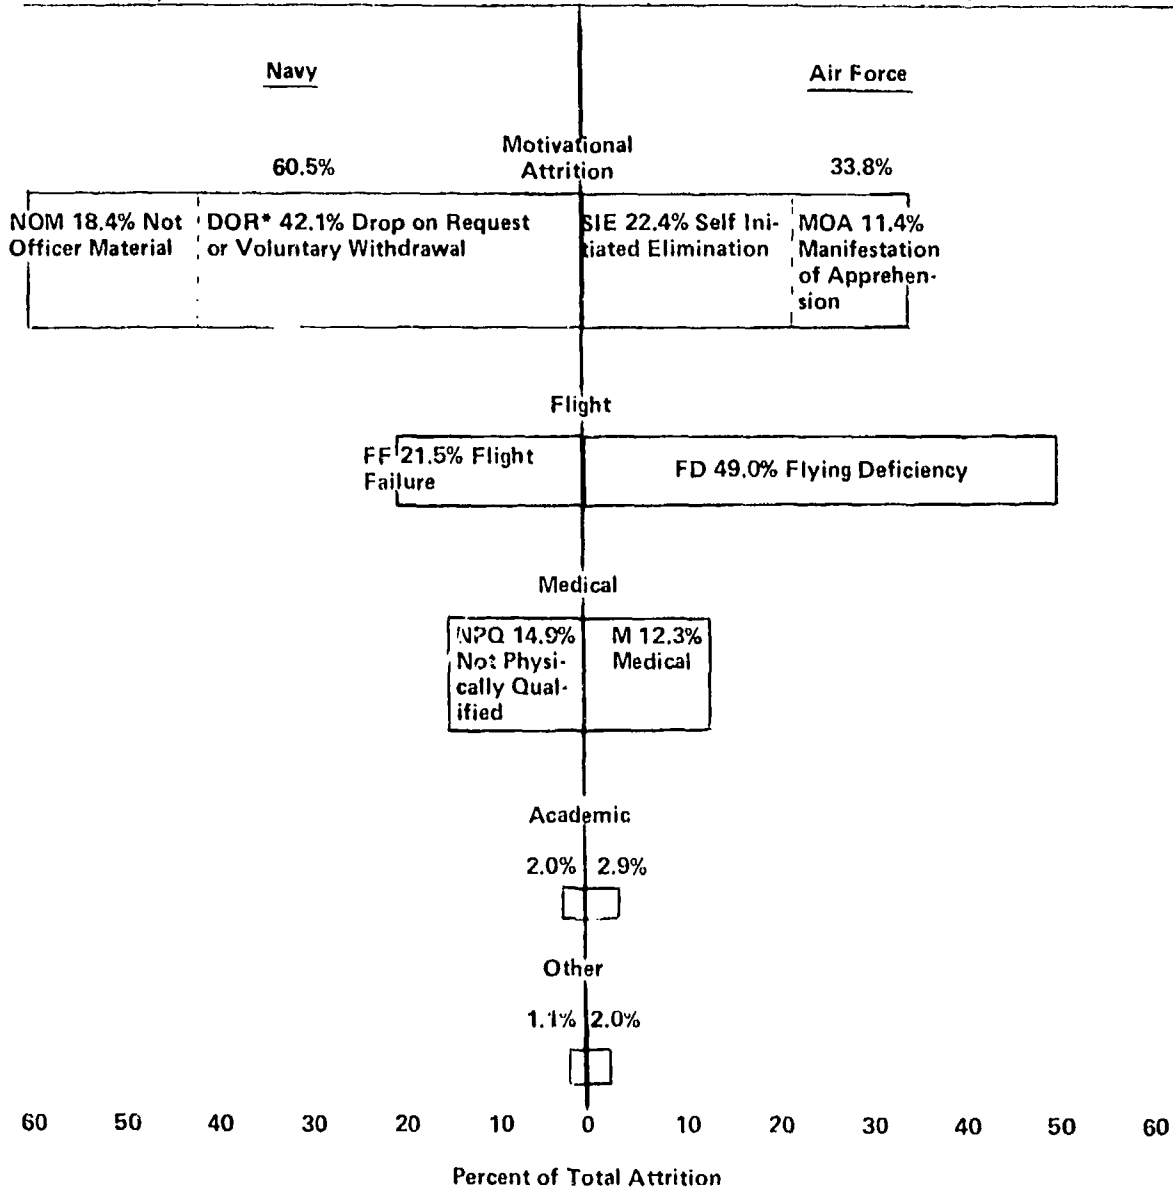 Navy
Air Force
Motivational
Attrition
60.5%
33.8%
NOM 18.4% Not
Officer Material
DOR* 42.1% Drop on Request
or Voluntary Withdrawal
SIE 22.4% Self Ini-
tiated Elimination
MOA 11.4%
Manifestation
of Apprehen-
sion
Flight
FF 21.5% Flight
Failure
FD 49.0% Flying Deficiency
Medical
NPQ 14.9%
Not Physi-
cally Qual-
ified
M 12.3%
Medical
Academic
2.0% 2.9%
Other
1.1% 2.0%
60 50 40 30 20 10 0 10 20 30 40 50 60
Percent of Total Attrition